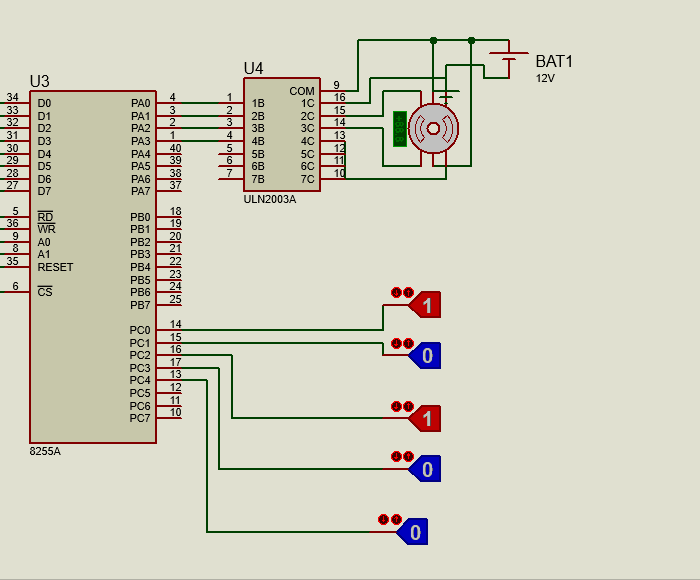 U3
34 D0 PA0 4
33 D1 PA1 3
32 D2 PA2 2
31 D3 PA3 1
30 D4 PA4 40
29 D5 PA5 39
28 D6 PA6 38
27 D7 PA7 37
5 RD PB0 18
36 WR PB1 19
9 A0 PB2 20
8 A1 PB3 21
35 RESET PB4 22
PB5 23
6 CS PB6 24
PB7 25
PC0 14
PC1 15
PC2 16
PC3 17
PC4 13
PC5 12
PC6 11
PC7 10
8255A
U4
COM 9
1 1B 1C 16
2 2B 2C 15
3 3B 3C 14
4 4B 4C 13
5 5B 5C 12
6 6B 6C 11
7 7B 7C 10
ULN2003A
BAT1
12V
1
0
1
0
0